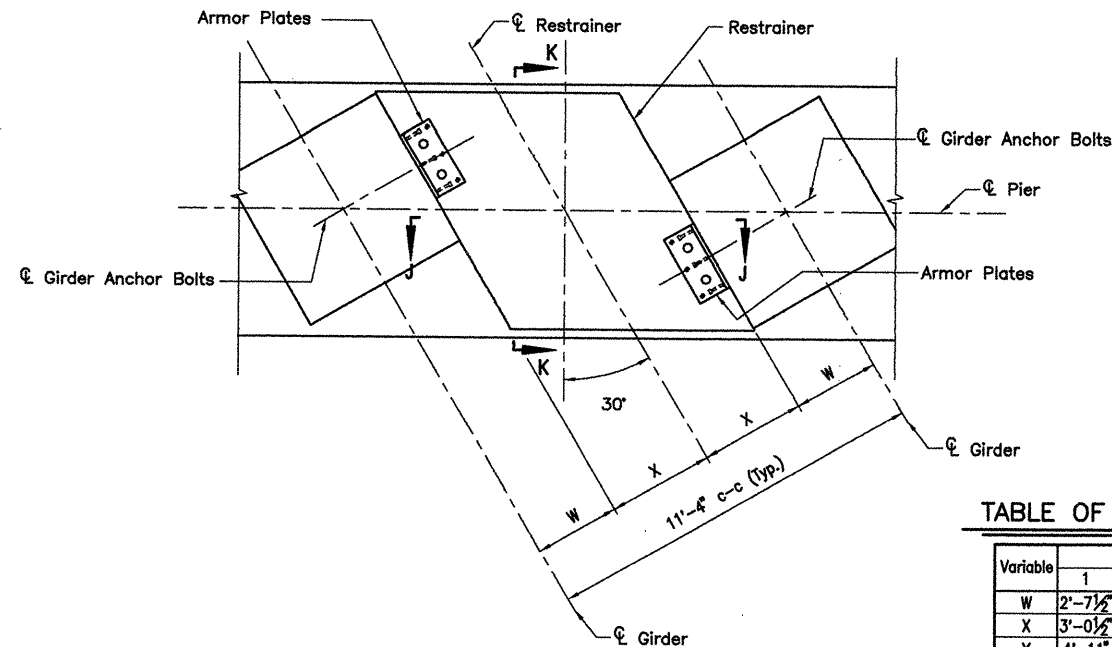 Armor Plates
℄ Restrainer
Restrainer
K
℄ Girder Anchor Bolts
℄ Pier
J
J
℄ Girder Anchor Bolts
Armor Plates
K
30°
W
X
X
W
11'-4" c-c (Typ.)
℄ Girder
℄ Girder
TABLE OF
Variable
1
W 2'-7½"
X 3'-0½"